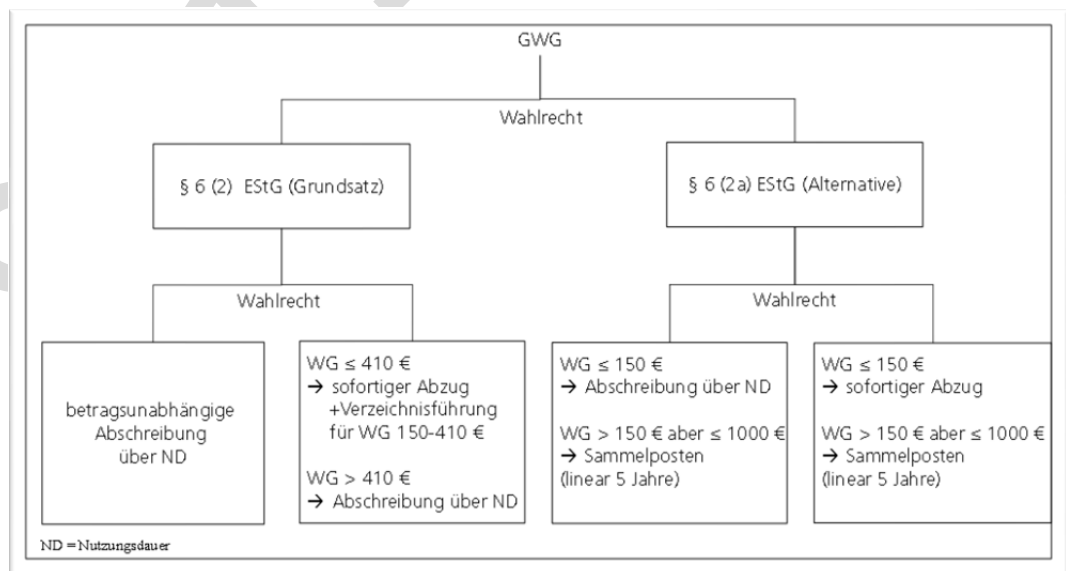 GWG
Wahlrecht
§ 6 (2) EStG (Grundsatz)
§ 6 (2a) EStG (Alternative)
Wahlrecht
Wahlrecht
betragsunabhängige
Abschreibung
über ND
WG ≤ 410 €
→ sofortiger Abzug
+Verzeichnisführung
für WG 150-410 €
WG > 410 €
→ Abschreibung über ND
WG ≤ 150 €
→ Abschreibung über ND
WG > 150 € aber ≤ 1000 €
→ Sammelposten
(linear 5 Jahre)
WG ≤ 150 €
→ sofortiger Abzug
WG > 150 € aber ≤ 1000 €
→ Sammelposten
(linear 5 Jahre)
ND = Nutzungsdauer